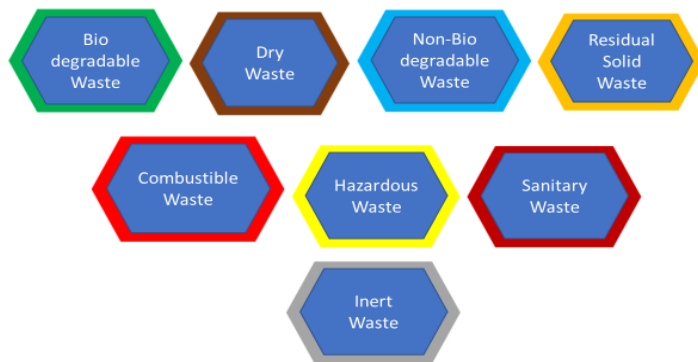 Bio
degradable
Waste
Dry
Waste
Non-Bio
degradable
Waste
Residual
Solid
Waste
Combustible
Waste
Hazardous
Waste
Sanitary
Waste
Inert
Waste